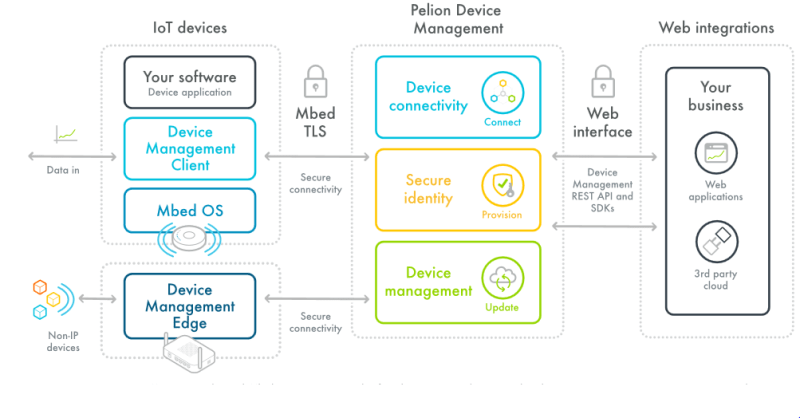 IoT devices
Pelion Device
Management
Web integrations
Your software
Device application
Device
Management
Client
Mbed OS
Data in
Mbed
TLS
Secure
connectivity
Device
connectivity
Connect
Secure
identity
Provision
Device
management
Update
Web
interface
Device
Management
REST API and
SDKs
Your
business
Web
applications
3rd party
cloud
Non-IP
devices
Device
Management
Edge
Secure
connectivity